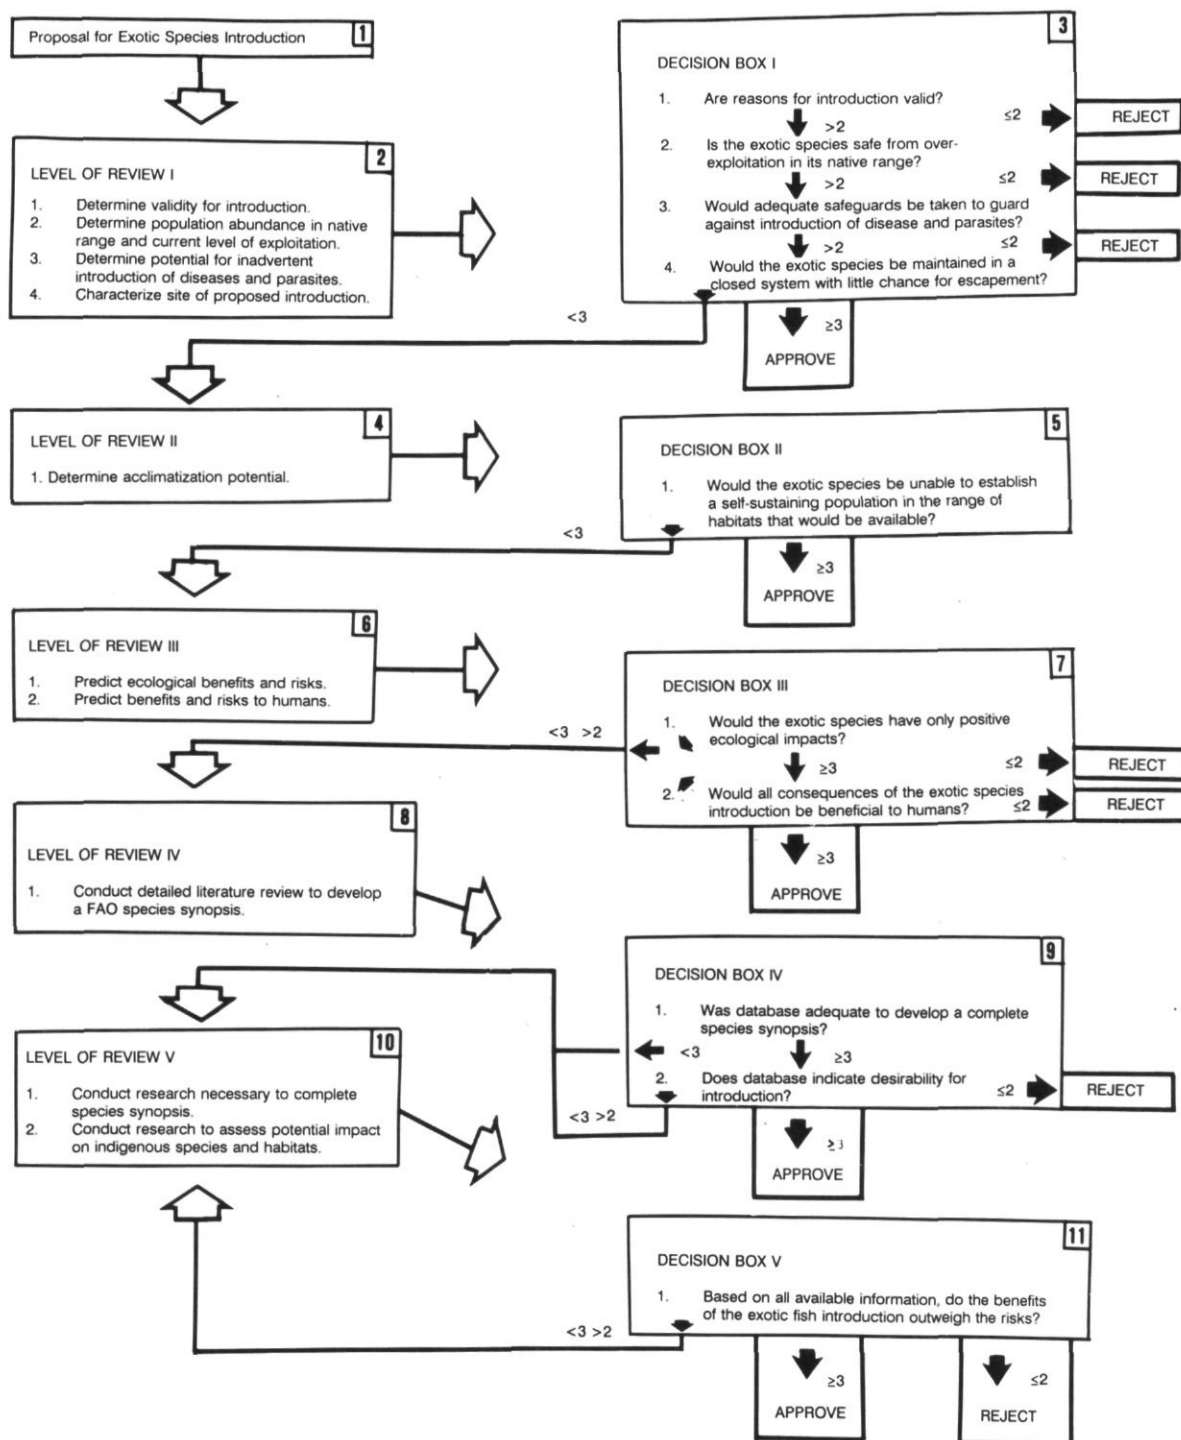 Proposal for Exotic Species Introduction
1
LEVEL OF REVIEW I
2
1. Determine validity for introduction.
2. Determine population abundance in native
range and current level of exploitation.
3. Determine potential for inadvertent
introduction of diseases and parasites.
4. Characterize site of proposed introduction.
3
DECISION BOX I
1. Are reasons for introduction valid?
≤2
REJECT
>2
2. Is the exotic species safe from over-
exploitation in its native range?
≤2
REJECT
>2
3. Would adequate safeguards be taken to guard
against introduction of disease and parasites?
≤2
REJECT
>2
4. Would the exotic species be maintained in a
closed system with little chance for escapement?
<3
≥3
APPROVE
LEVEL OF REVIEW II
4
1. Determine acclimatization potential.
5
DECISION BOX II
1. Would the exotic species be unable to establish
a self-sustaining population in the range of
habitats that would be available?
<3
≥3
APPROVE
LEVEL OF REVIEW III
6
1. Predict ecological benefits and risks.
2. Predict benefits and risks to humans.
7
DECISION BOX III
1. Would the exotic species have only positive
ecological impacts?
<3 >2
≥3
≤2
REJECT
2. Would all consequences of the exotic species
introduction be beneficial to humans?
≤2
REJECT
≥3
APPROVE
8
LEVEL OF REVIEW IV
1. Conduct detailed literature review to develop
a FAO species synopsis.
9
DECISION BOX IV
1. Was database adequate to develop a complete
species synopsis?
<3
≥3
2. Does database indicate desirability for
introduction?
≤2
REJECT
<3 >2
APPROVE
10
LEVEL OF REVIEW V
1. Conduct research necessary to complete
species synopsis.
2. Conduct research to assess potential impact
on indigenous species and habitats.
11
DECISION BOX V
1. Based on all available information, do the benefits
of the exotic fish introduction outweigh the risks?
<3 >2
≥3
APPROVE
≤2
REJECT